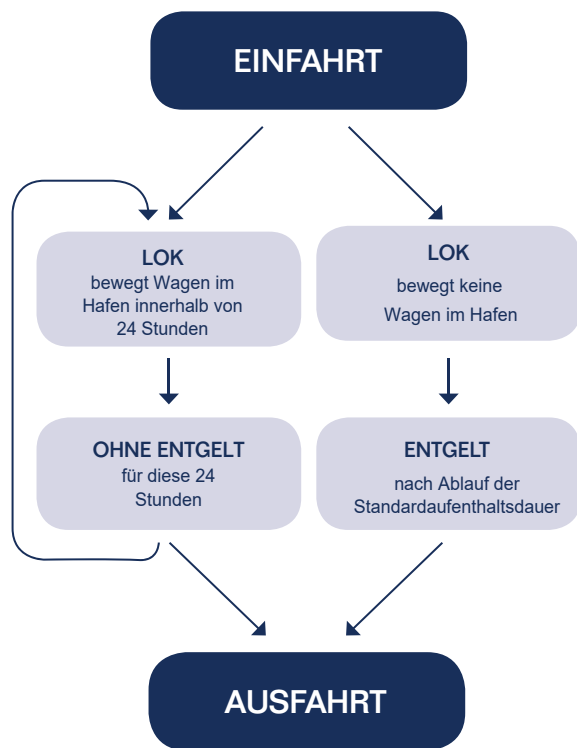 EINFAHRT
LOK
bewegt Wagen im
Hafen innerhalb von
24 Stunden
LOK
bewegt keine
Wagen im Hafen
OHNE ENTGELT
für diese 24
Stunden
ENTGELT
nach Ablauf der
Standardaufenthaltsdauer
AUSFAHRT